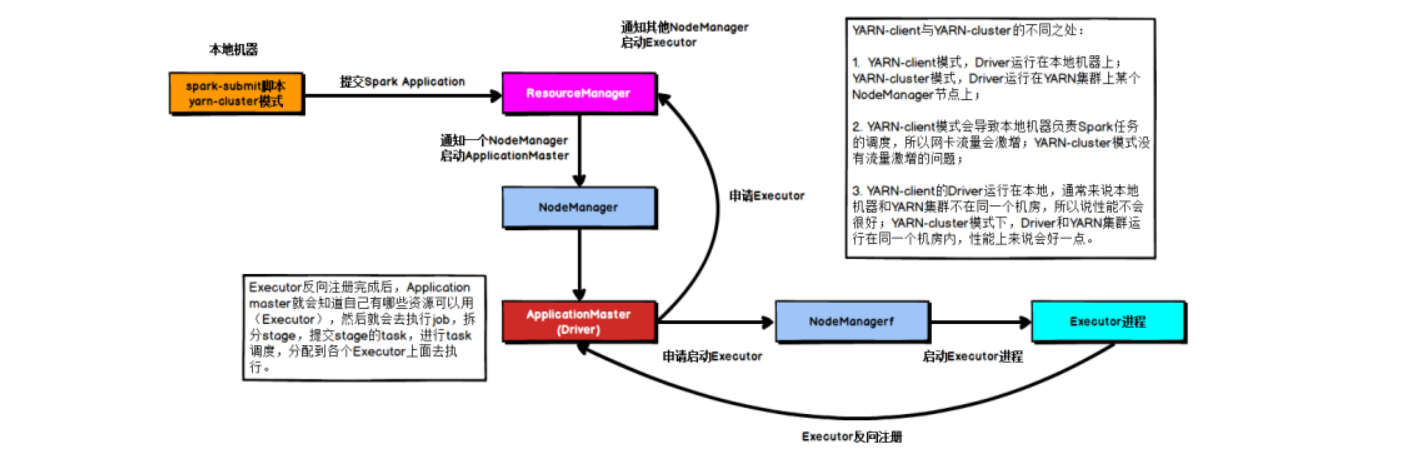 本地机器
spark-submit脚本
yarn-cluster模式
提交Spark Application
通知其他NodeManager
启动Executor
ResourceManager
通知一个NodeManager
启动ApplicationMaster
NodeManager
申请Executor
YARN-client与YARN-cluster的不同之处：
1. YARN-client模式，Driver运行在本地机器上；
YARN-cluster模式，Driver运行在YARN集群上某个
NodeManager节点上；
2. YARN-client模式会导致本地机器负责Spark任务
的调度，所以网卡流量会激增；YARN-cluster模式没
有流量激增的问题；
3. YARN-client的Driver运行在本地，通常来说本地
机器和YARN集群不在同一个机房，所以说性能不会
很好；YARN-cluster模式下，Driver和YARN集群运
行在同一个机房内，性能上来说会好一点。
Executor反向注册完成后，Application
master就会知道自己有哪些资源可以用
（Executor），然后就会去执行job，拆
分stage，提交stage的task，进行task
调度，分配到各个Executor上面去执
行。
ApplicationMaster
(Driver)
申请启动Executor
NodeManagerf
启动Executor进程
Executor进程
Executor反向注册